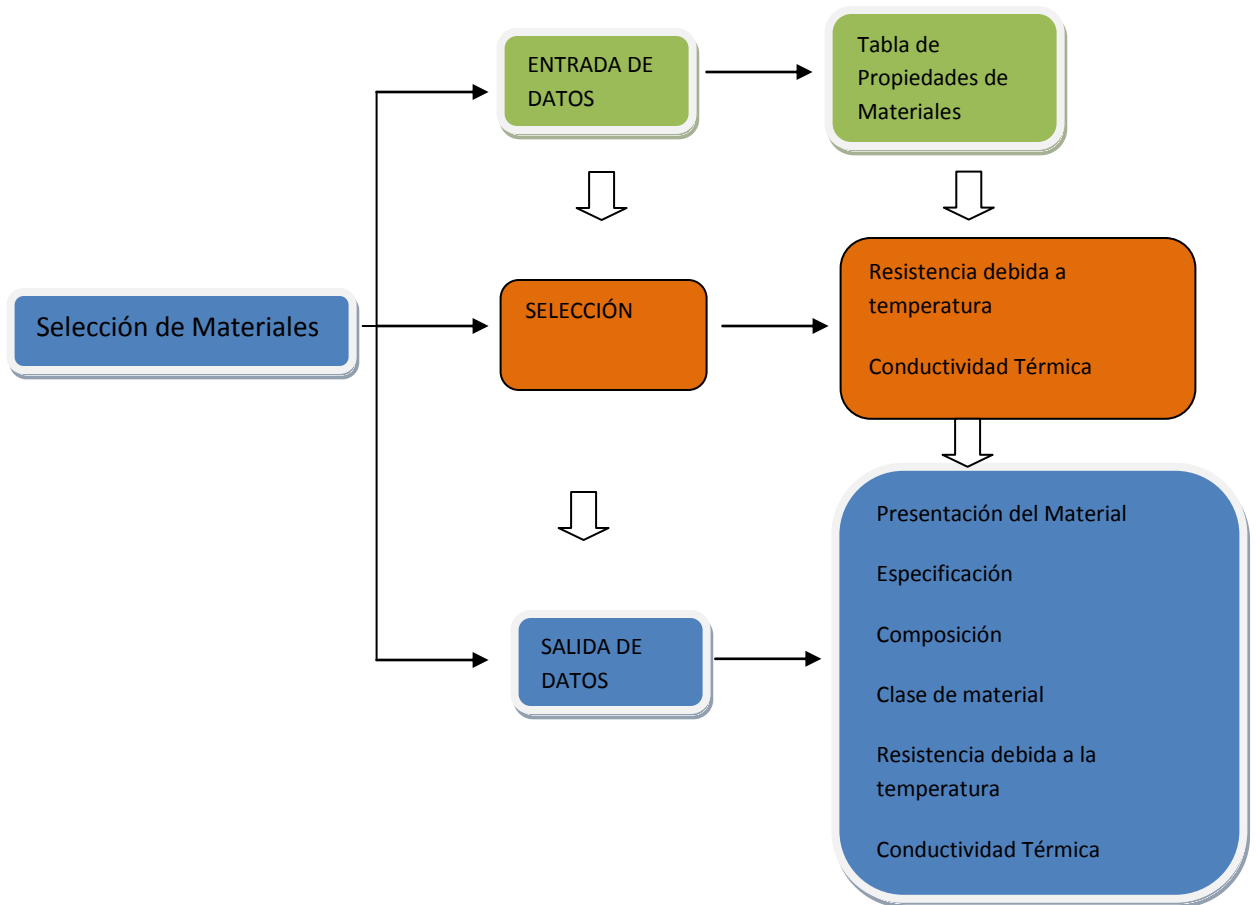 ENTRADA DE
DATOS
Tabla de
Propiedades de
Materiales
Selección de Materiales
SELECCIÓN
Resistencia debida a
temperatura
Conductividad Térmica
SALIDA DE
DATOS
Presentación del Material
Especificación
Composición
Clase de material
Resistencia debida a la
temperatura
Conductividad Térmica